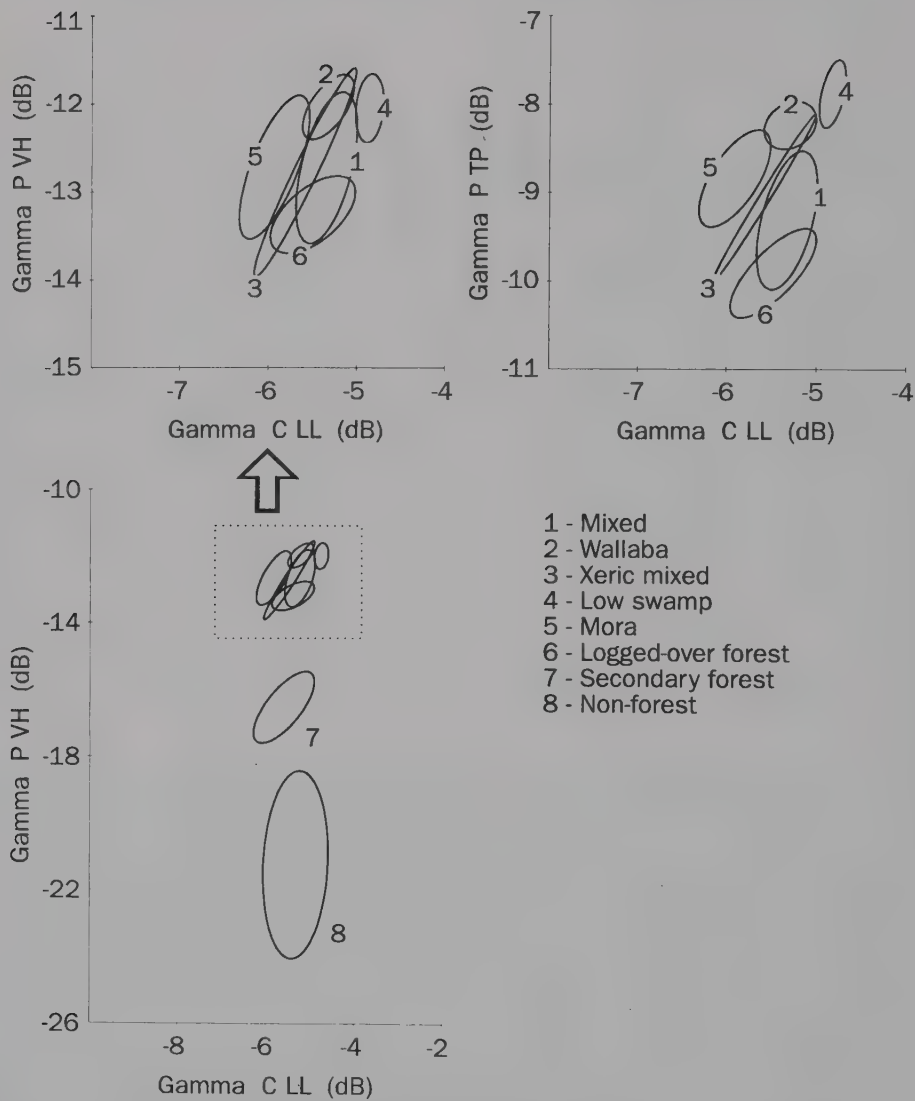 -11
-12
-13
-14
-15
Gamma P VH (dB)
-7 -6 -5 -4
Gamma C LL (dB)
2
4
5
1
6
3
-7
-8
-9
-10
-11
Gamma P TP (dB)
-7 -6 -5 -4
Gamma C LL (dB)
4
2
5
1
3
6
-10
-14
-18
-22
-26
Gamma P VH (dB)
-8 -6 -4 -2
Gamma C LL (dB)
7
8
1 - Mixed
2 - Wallaba
3 - Xeric mixed
4 - Low swamp
5 - Mora
6 - Logged-over forest
7 - Secondary forest
8 - Non-forest